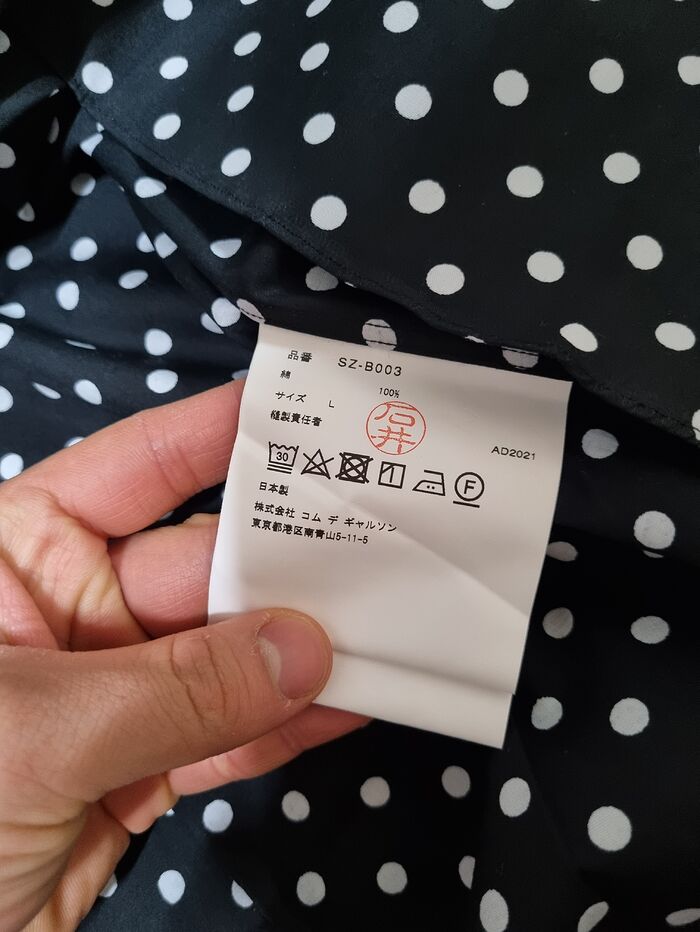 品番 SZ-B003
綿 100%
サイズ L
縫製責任者 石井
AD2021
30 1 F
日本製
株式会社 コム デ ギャルソン
東京都港区南青山5-11-5